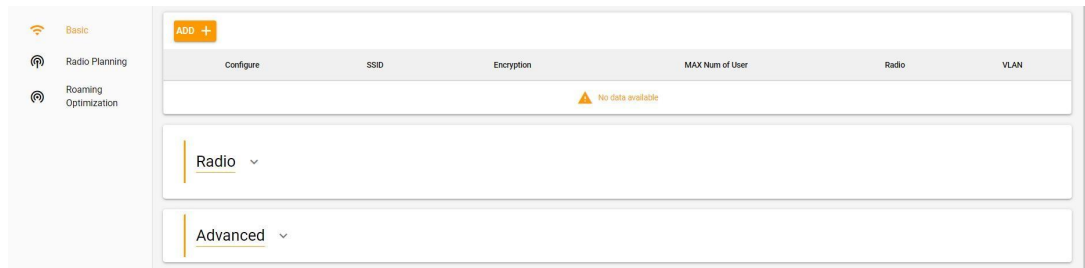 Basic
Radio Planning
Roaming
Optimization
ADD +
Configure SSID Encryption MAX Num of User Radio VLAN
No data available
Radio
Advanced